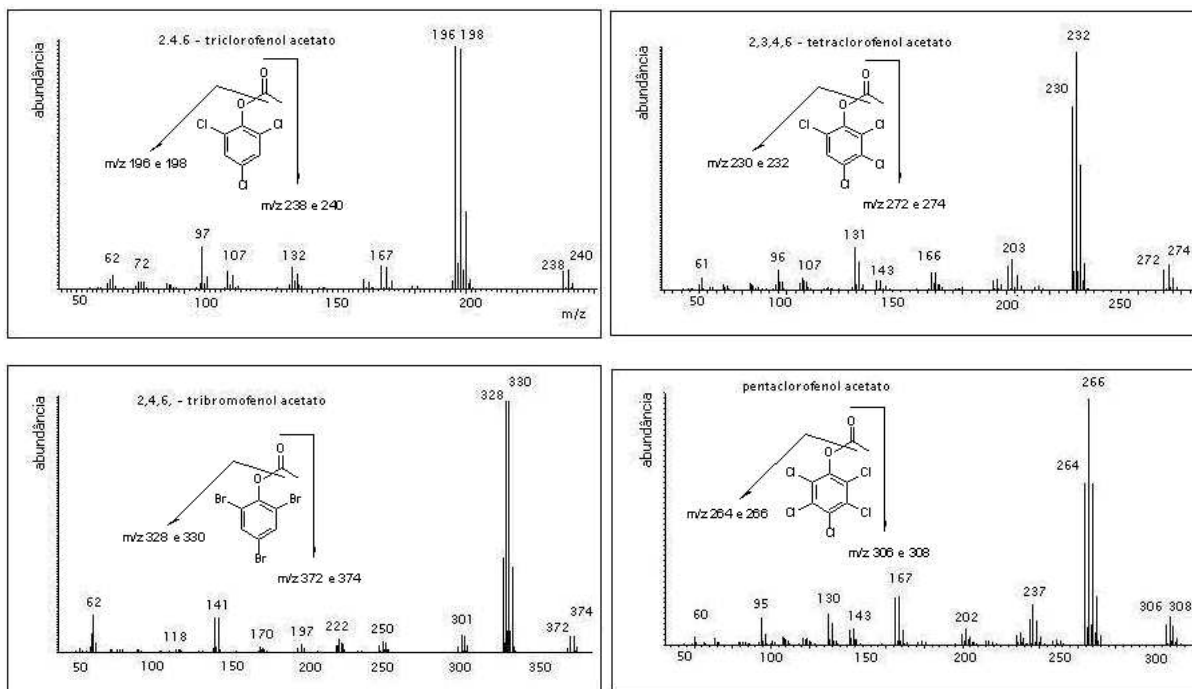 2.4.6 - triclorofenol acetato
abundância
196 198
O
O
Cl
Cl
Cl
m/z 196 e 198
m/z 238 e 240
62
72
97
107
132
167
238
240
50
100
150
200
m/z
2,3,4,6 - tetraclorofenol acetato
abundância
232
230
O
O
Cl
Cl
Cl
Cl
m/z 230 e 232
m/z 272 e 274
61
96
107
131
143
166
203
272
274
50
100
150
200
250
2,4,6, - tribromofenol acetato
abundância
330
328
O
O
Br
Br
Br
m/z 328 e 330
m/z 372 e 374
62
118
141
170
197
222
250
301
372
374
50
100
150
200
250
300
350
pentaclorofenol acetato
abundância
266
264
O
O
Cl
Cl
Cl
Cl
Cl
m/z 264 e 266
m/z 306 e 308
60
95
130
143
167
202
237
306
308
50
100
150
200
250
300